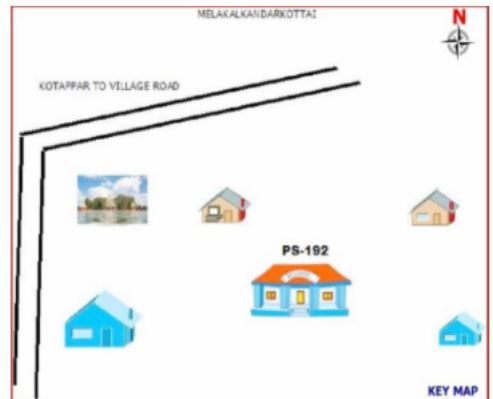 MELAKALKANDARKOTTAI
N
KOTAPPAR TO VILLAGE ROAD
PS-192
KEY MAP